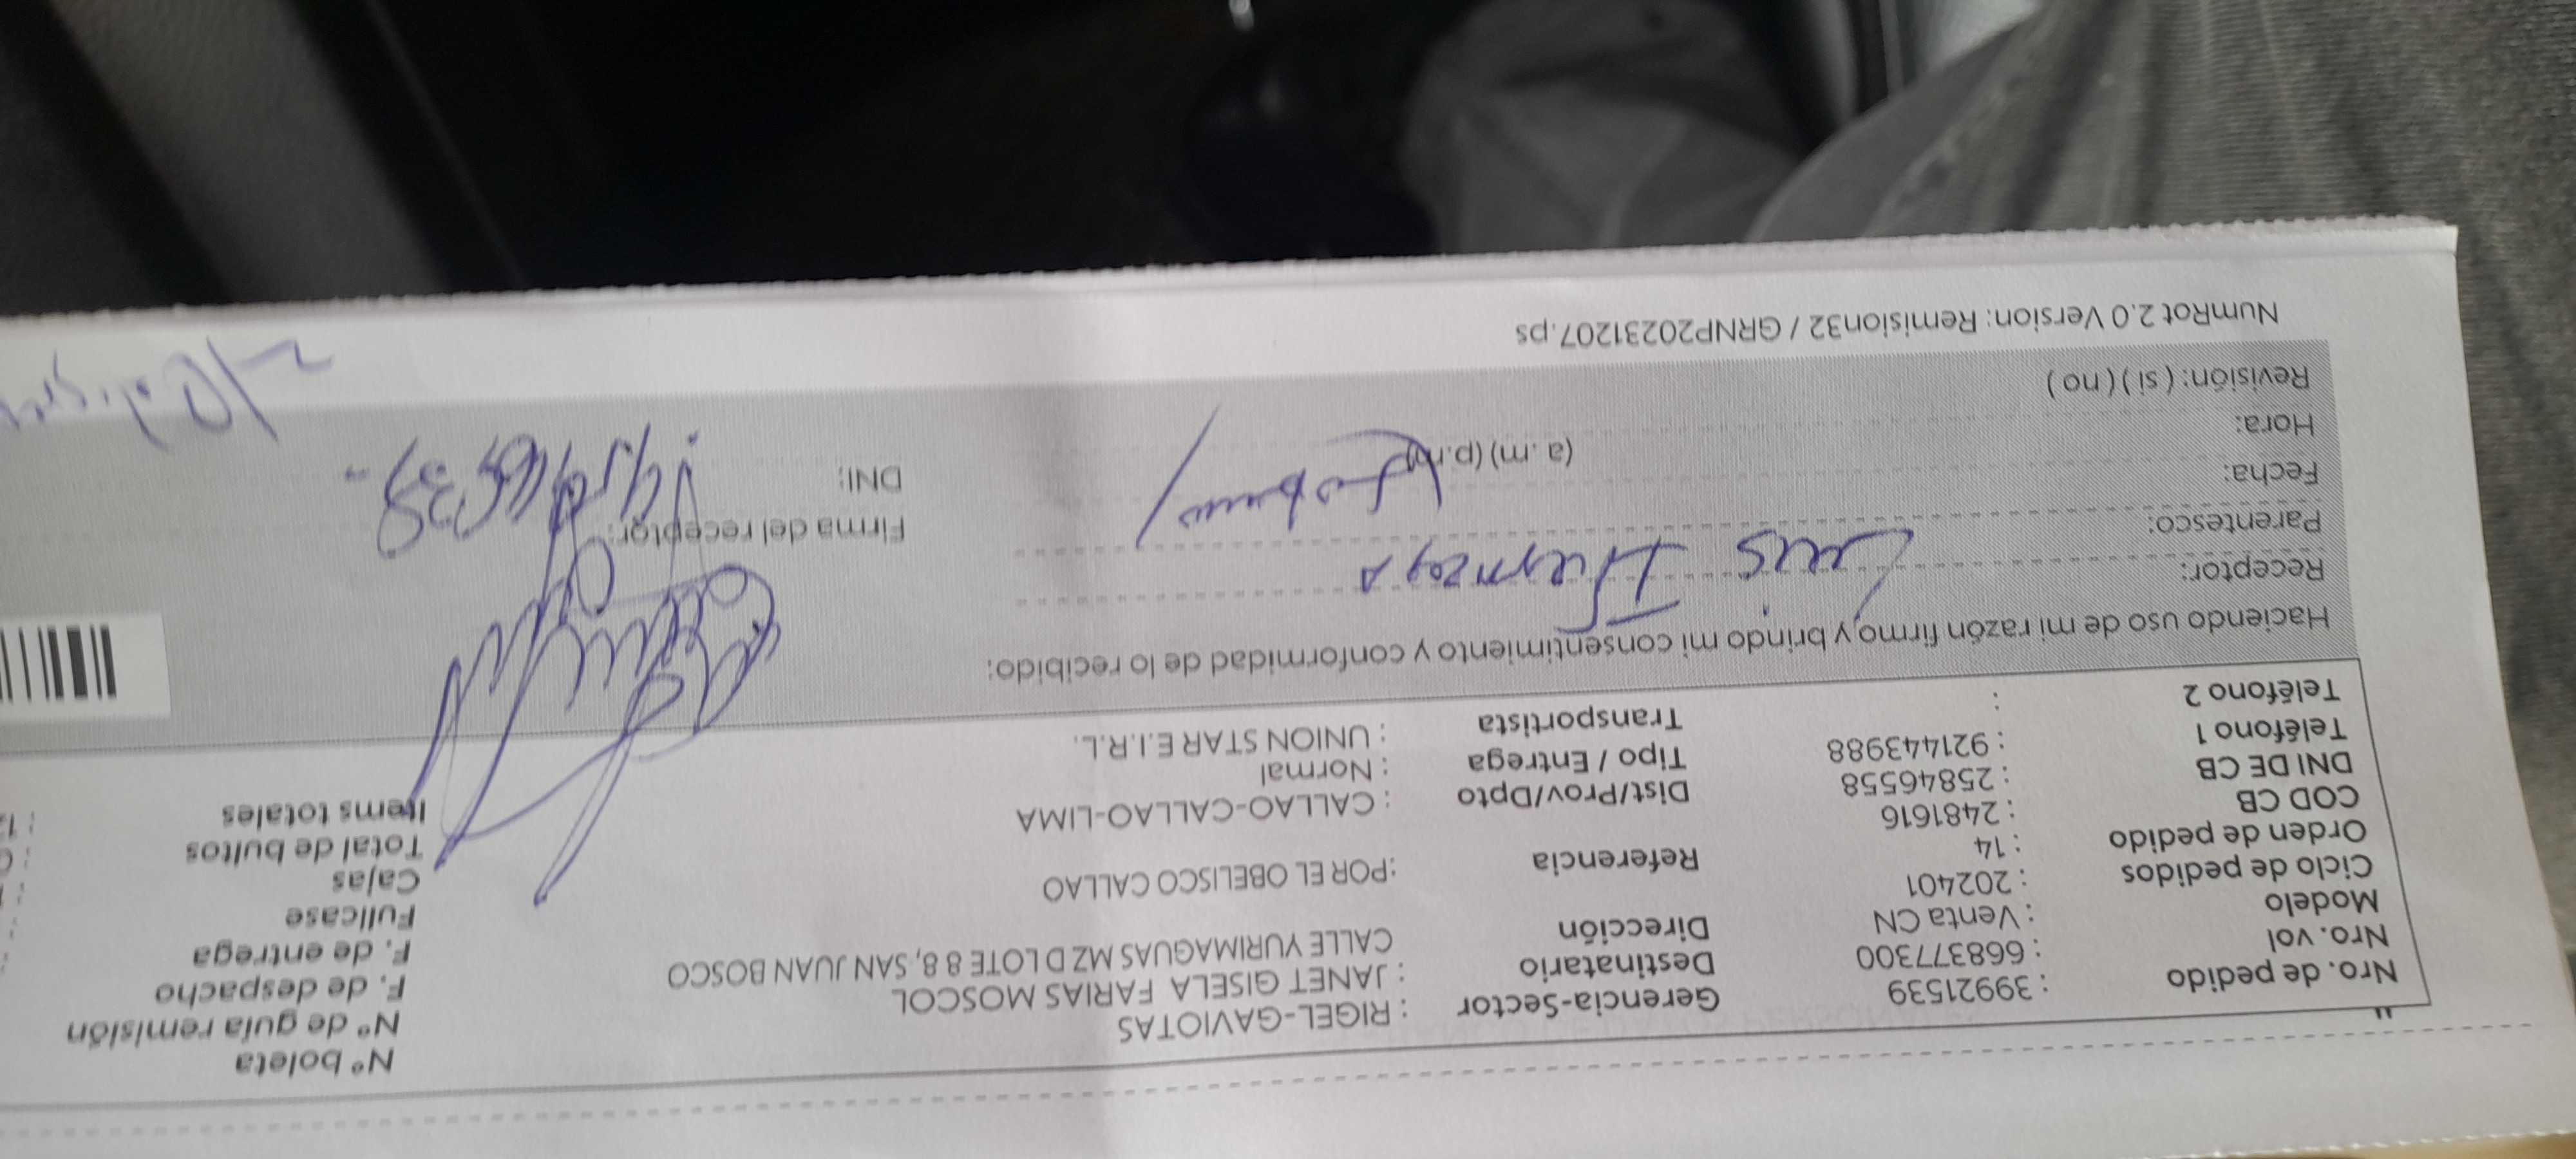 Nro. de pedido : 39921539 Gerencia-Sector : RIGEL-GAVIOTAS Nº boleta
Nro. vol : 668377300 Destinatario : JANET GISELA FARIAS MOSCOL Nº de guía remisión
Modelo : Venta CN Dirección CALLE YURIMAGUAS MZ D LOTE 8 8, SAN JUAN BOSCO F. de despacho
Ciclo de pedidos : 202401 F. de entrega
Orden de pedido : 14 Referencia :POR EL OBELISCO CALLAO Fullcase
COD CB : 2481616 Cajas
DNI DE CB : 25846558 Dist/Prov/Dpto : CALLAO-CALLAO-LIMA Total de bultos
Teléfono 1 : 921443988 Tipo / Entrega : Normal Items totales
Teléfono 2 : Transportista : UNION STAR E.I.R.L.
Haciendo uso de mi razón firmo y brindo mi consentimiento y conformidad de lo recibido:
Receptor: Luis
Parentesco:
Fecha: Firma del receptor:
Hora: (a .m) (p.m) DNI:
Revisión: ( si ) ( no )
NumRot 2.0 Version: Remision32 / GRNP20231207.ps